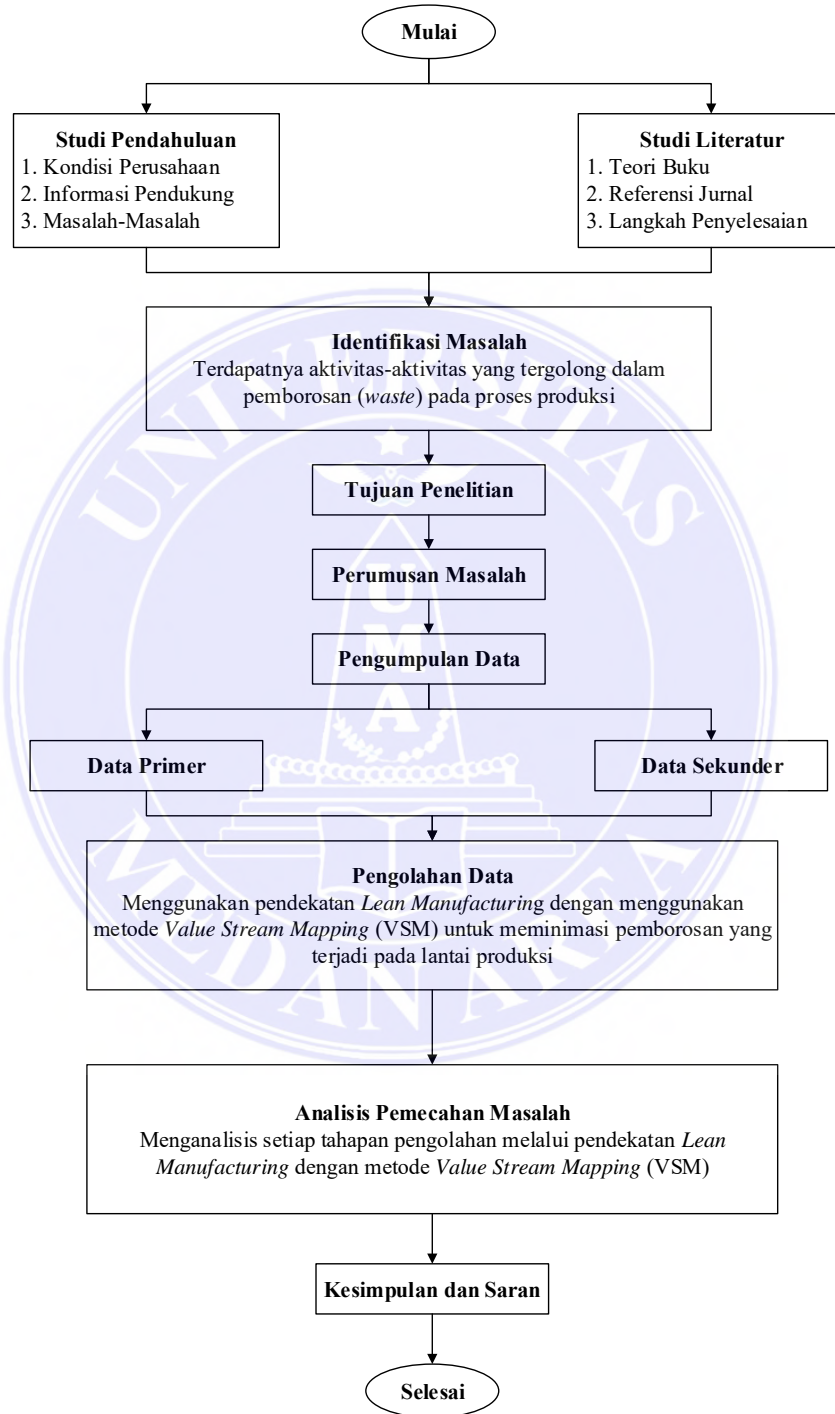 Mulai
Studi Pendahuluan
1. Kondisi Perusahaan
2. Informasi Pendukung
3. Masalah-Masalah
Studi Literatur
1. Teori Buku
2. Referensi Jurnal
3. Langkah Penyelesaian
Identifikasi Masalah
Terdapatnya aktivitas-aktivitas yang tergolong dalam
pemborosan (waste) pada proses produksi
Tujuan Penelitian
Perumusan Masalah
Pengumpulan Data
Data Primer
Data Sekunder
Pengolahan Data
Menggunakan pendekatan Lean Manufacturing dengan menggunakan
metode Value Stream Mapping (VSM) untuk meminimasi pemborosan yang
terjadi pada lantai produksi
Analisis Pemecahan Masalah
Menganalisis setiap tahapan pengolahan melalui pendekatan Lean
Manufacturing dengan metode Value Stream Mapping (VSM)
Kesimpulan dan Saran
Selesai
UNIVERSITAS
UMA
MEDAN AREA